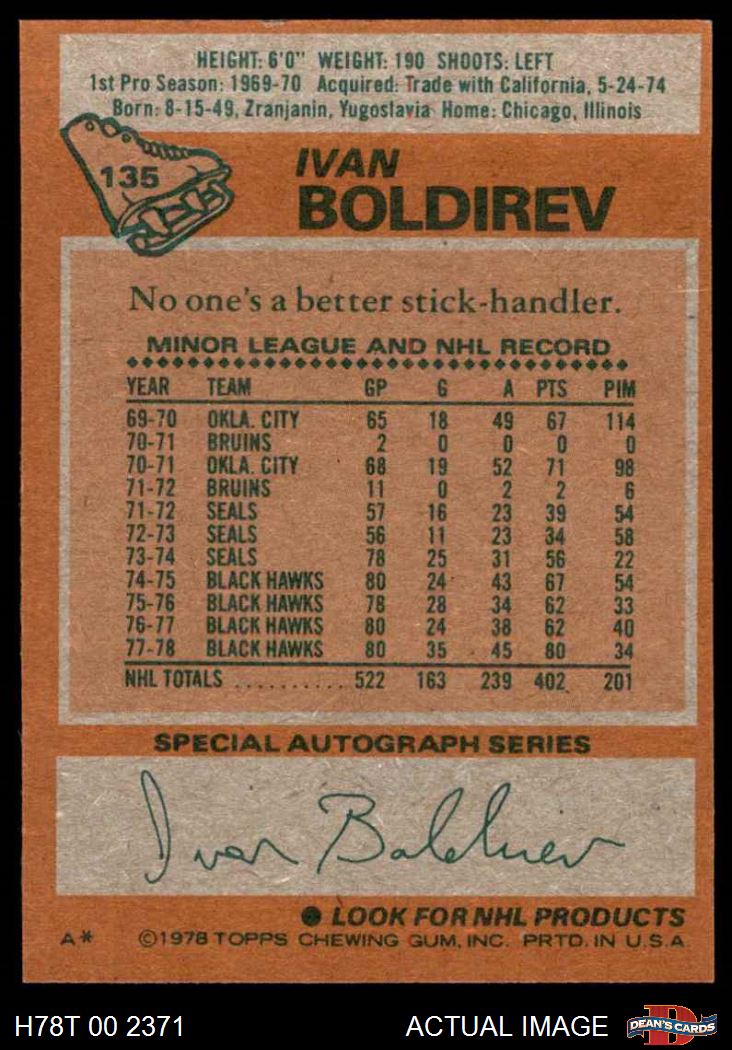 HEIGHT: 6'0" WEIGHT: 190 SHOOTS: LEFT
1st Pro Season: 1969-70 Acquired: Trade with California, 5-24-74
Born: 8-15-49, Zranjanin, Yugoslavia Home: Chicago, Illinois
135
IVAN
BOLDIREV
No one's a better stick-handler.
MINOR LEAGUE AND NHL RECORD
YEAR TEAM GP G A PTS PIM
69-70 OKLA. CITY 65 18 49 67 114
70-71 BRUINS 2 0 0 0 0
70-71 OKLA. CITY 68 19 52 71 98
71-72 BRUINS 11 0 2 2 6
71-72 SEALS 57 16 23 39 54
72-73 SEALS 56 11 23 34 58
73-74 SEALS 78 25 31 56 22
74-75 BLACK HAWKS 80 24 43 67 54
75-76 BLACK HAWKS 78 28 34 62 33
76-77 BLACK HAWKS 80 24 38 62 40
77-78 BLACK HAWKS 80 35 45 80 34
NHL TOTALS .......... 522 163 239 402 201
SPECIAL AUTOGRAPH SERIES
Ivan Boldirev
● LOOK FOR NHL PRODUCTS
A* ©1978 TOPPS CHEWING GUM, INC. PRTD. IN U.S.A.
H78T 00 2371 ACTUAL IMAGE D DEAN'S CARDS